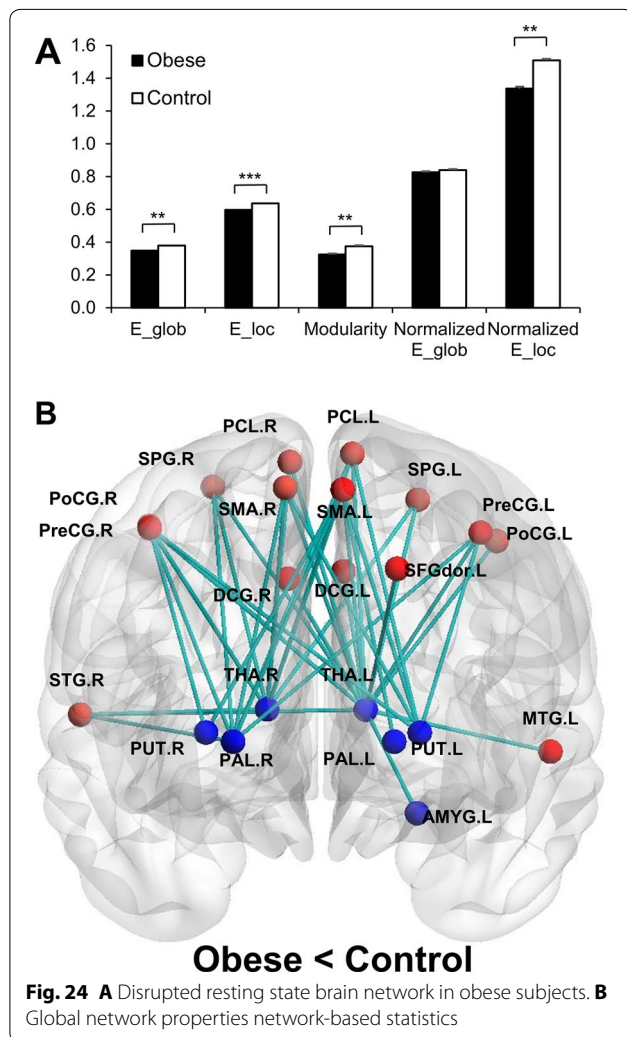 A
1.6
1.4
1.2
1.0
0.8
0.6
0.4
0.2
0.0
Obese
Control
**
***
**
**
E_glob
E_loc
Modularity
Normalized
E_glob
Normalized
E_loc
B
PCL.R
PCL.L
SPG.R
SPG.L
PoCG.R
SMA.R
SMA.L
PreCG.L
PreCG.R
PoCG.L
DCG.R
DCG.L
SFGdor.L
STG.R
THA.R
THA.L
MTG.L
PUT.R
PAL.R
PAL.L
PUT.L
AMYG.L
Obese < Control
Fig. 24 A Disrupted resting state brain network in obese subjects. B
Global network properties network-based statistics